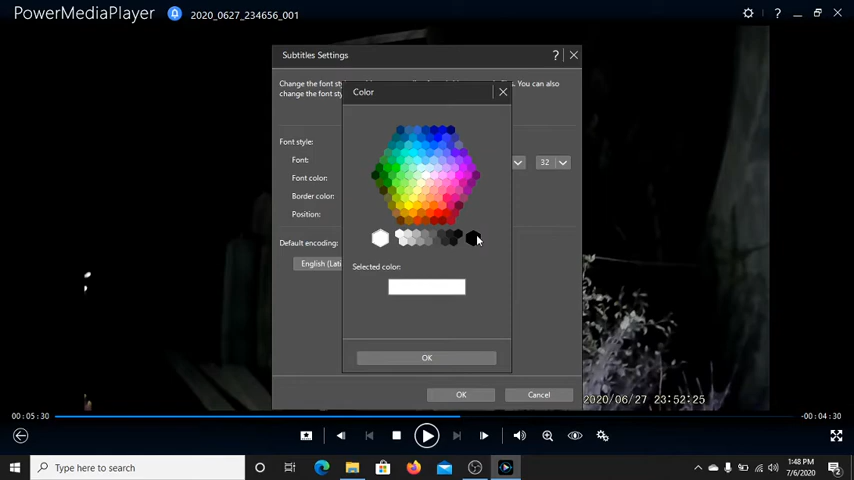 PowerMediaPlayer
2020_0627_234656_001
Subtitles Settings
Change the font st
ox. You can also
change the font sty
Color
Font style:
Font:
32
Font color:
Border color:
Position:
Default encoding:
English (Lati
Selected color:
OK
OK
Cancel
2020/06/27 23:52:25
00:05:30
-00:04:30
Type here to search
1:48 PM
7/6/2020
2